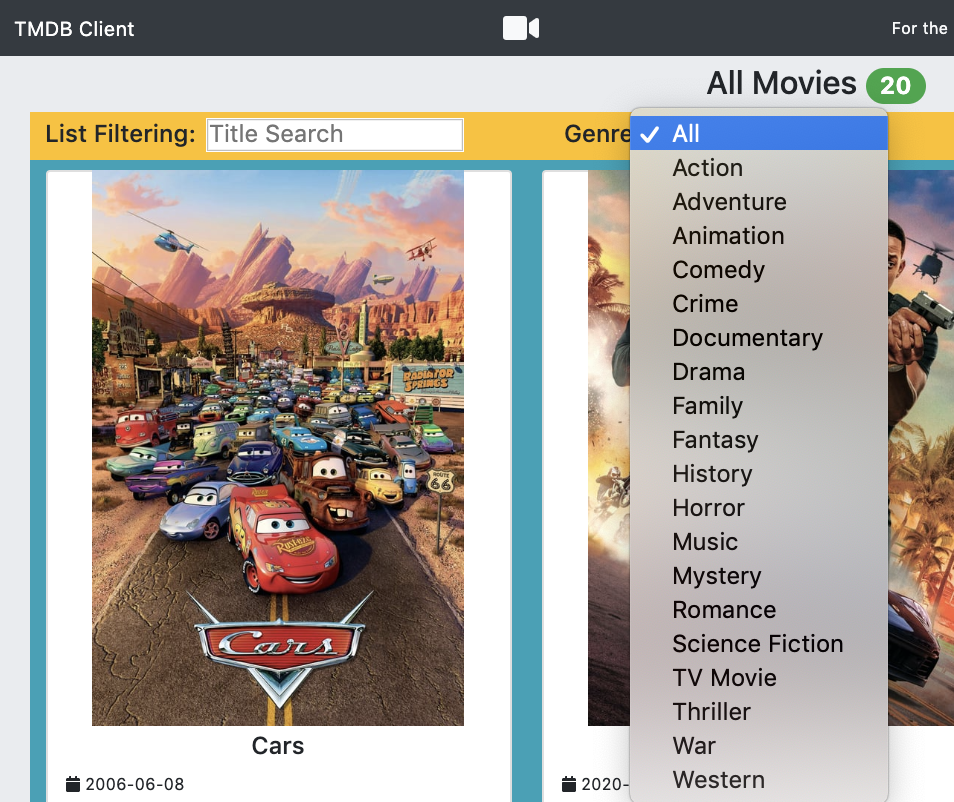 TMDB Client
For the
All Movies 20
List Filtering: Title Search
Genre
All
Action
Adventure
Animation
Comedy
Crime
Documentary
Drama
Family
Fantasy
History
Horror
Music
Mystery
Romance
Science Fiction
TV Movie
Thriller
War
Western
RADIATOR
SPRINGS
ROUTE
66
Rust-eze
Cars
Cars
2006-06-08
2020-